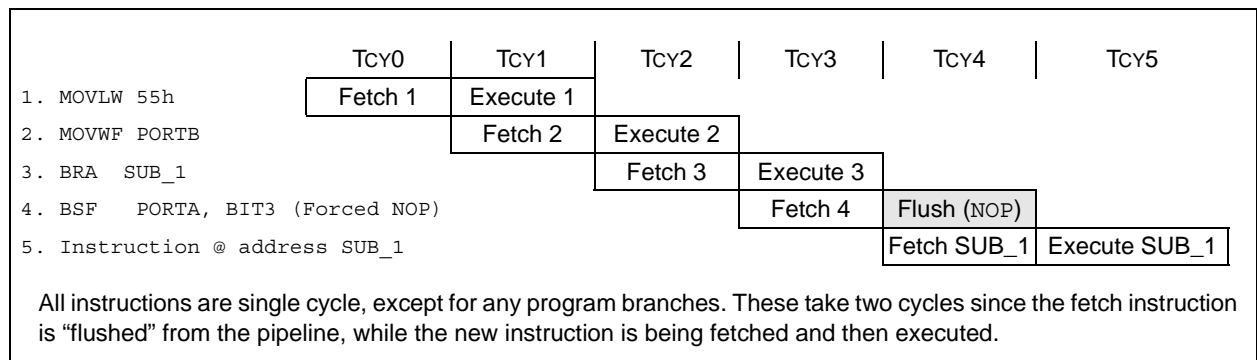 TCY0 TCY1 TCY2 TCY3 TCY4 TCY5
1. MOVLW 55h Fetch 1 Execute 1
2. MOVWF PORTB Fetch 2 Execute 2
3. BRA SUB_1 Fetch 3 Execute 3
4. BSF PORTA, BIT3 (Forced NOP) Fetch 4 Flush (NOP)
5. Instruction @ address SUB_1 Fetch SUB_1 Execute SUB_1
All instructions are single cycle, except for any program branches. These take two cycles since the fetch instruction
is “flushed” from the pipeline, while the new instruction is being fetched and then executed.